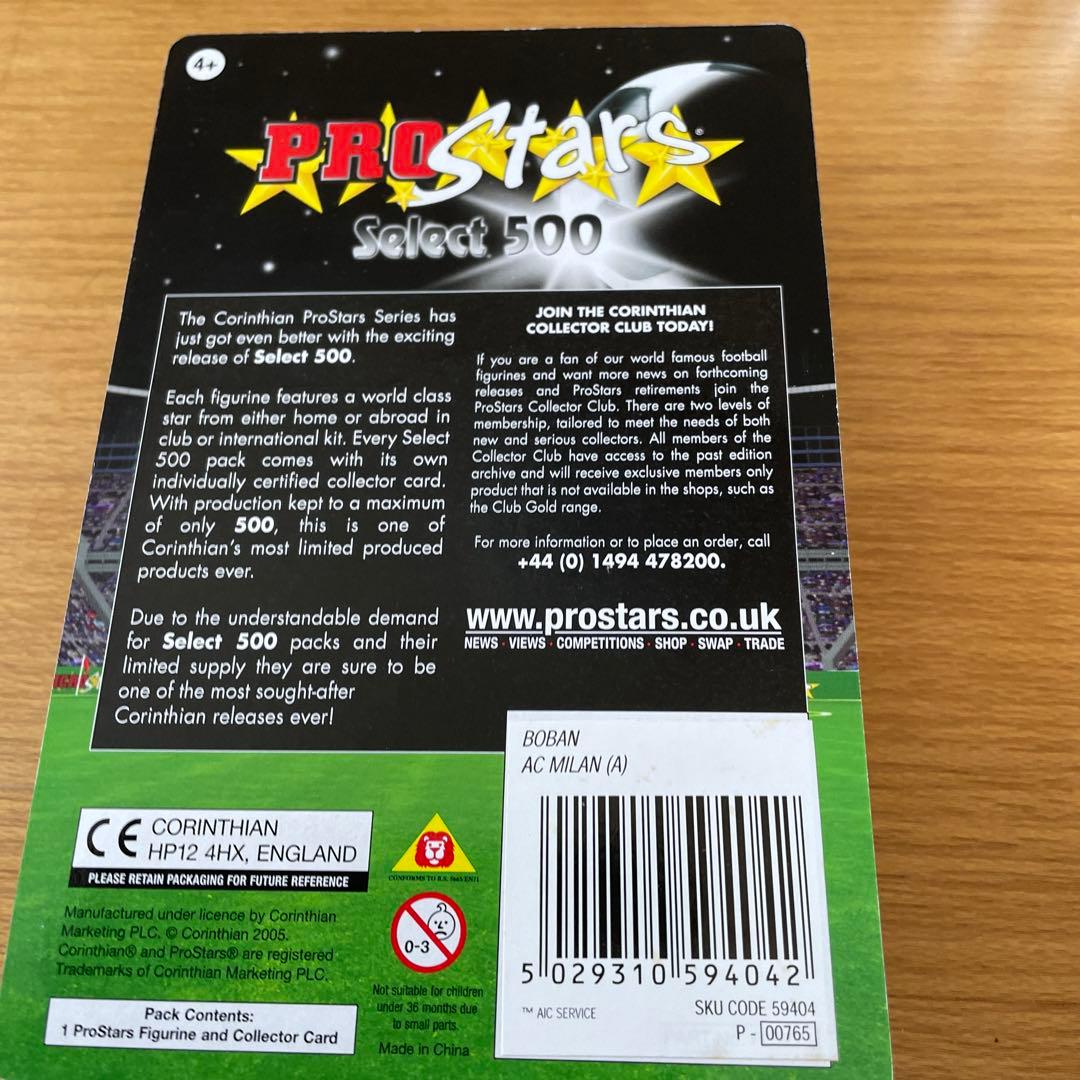 4+
PROStars®
Select 500
The Corinthian ProStars Series has
just got even better with the exciting
release of Select 500.
Each figurine features a world class
star from either home or abroad in
club or international kit. Every Select
500 pack comes with its own
individually certified collector card.
With production kept to a maximum
of only 500, this is one of
Corinthian's most limited produced
products ever.
Due to the understandable demand
for Select 500 packs and their
limited supply they are sure to be
one of the most sought-after
Corinthian releases ever!
JOIN THE CORINTHIAN
COLLECTOR CLUB TODAY!
If you are a fan of our world famous football
figurines and want more news on forthcoming
releases and ProStars retirements join the
ProStars Collector Club. There are two levels of
membership, tailored to meet the needs of both
new and serious collectors. All members of the
Collector Club have access to the past edition
archive and will receive exclusive members only
product that is not available in the shops, such as
the Club Gold range.
For more information or to place an order, call
+44 (0) 1494 478200.
www.prostars.co.uk
NEWS · VIEWS · COMPETITIONS · SHOP · SWAP · TRADE
BOBAN
AC MILAN (A)
5 029310 594042
™ AIC SERVICE
SKU CODE 59404
P - 00765
CE CORINTHIAN
HP12 4HX, ENGLAND
PLEASE RETAIN PACKAGING FOR FUTURE REFERENCE
Manufactured under licence by Corinthian
Marketing PLC. © Corinthian 2005.
Corinthian® and ProStars® are registered
Trademarks of Corinthian Marketing PLC.
Pack Contents:
1 ProStars Figurine and Collector Card
CONFORMS TO B.S. 5665/EN71
0-3
Not suitable for children
under 36 months due
to small parts.
Made in China